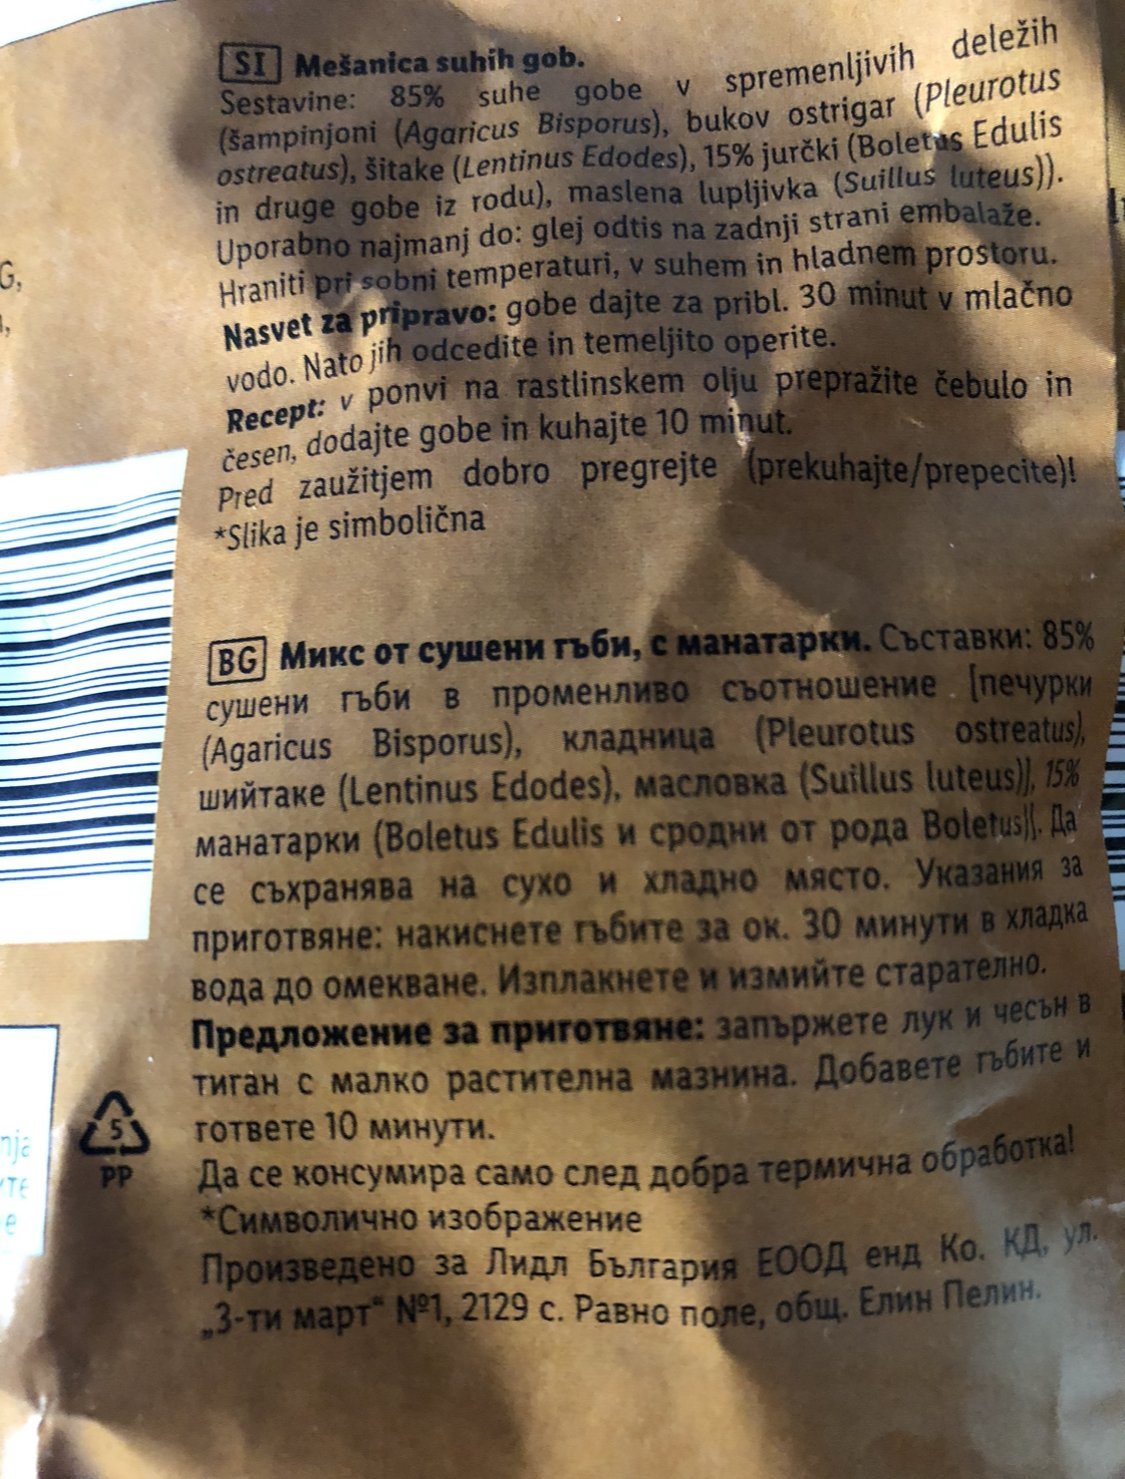 SI Mešanica suhih gob.
Sestavine: 85% suhe gobe v spremenljivih deležih
(šampinjoni (Agaricus Bisporus), bukov ostrigar (Pleurotus
ostreatus), šitake (Lentinus Edodes), 15% jurčki (Boletus Edulis
in druge gobe iz rodu), maslena lupljivka (Suillus luteus)).
Uporabno najmanj do: glej odtis na zadnji strani embalaže.
Hraniti pri sobni temperaturi, v suhem in hladnem prostoru.
Nasvet za pripravo: gobe dajte za pribl. 30 minut v mlačno
vodo. Nato jih odcedite in temeljito operite.
Recept: v ponvi na rastlinskem olju prepražite čebulo in
česen, dodajte gobe in kuhajte 10 minut.
Pred zaužitjem dobro pregrejte (prekuhajte/prepecite)!
*Slika je simbolična
BG Микс от сушени гъби, с манатарки. Съставки: 85%
сушени гъби в променливо съотношение [печурки
(Agaricus Bisporus), кладница (Pleurotus ostreatus),
шийтаке (Lentinus Edodes), масловка (Suillus luteus)], 15%
манатарки (Boletus Edulis и сродни от рода Boletus)]. Да
се съхранява на сухо и хладно място. Указания за
приготвяне: накиснете гъбите за ок. 30 минути в хладка
вода до омекване. Изплакнете и измийте старателно.
Предложение за приготвяне: запържете лук и чесън в
тиган с малко растителна мазнина. Добавете гъбите и
гответе 10 минути.
Да се консумира само след добра термична обработка!
*Символично изображение
Произведено за Лидл България ЕООД енд Ко. КД, ул.
„3-ти март“ №1, 2129 с. Равно поле, общ. Елин Пелин.
5
PP